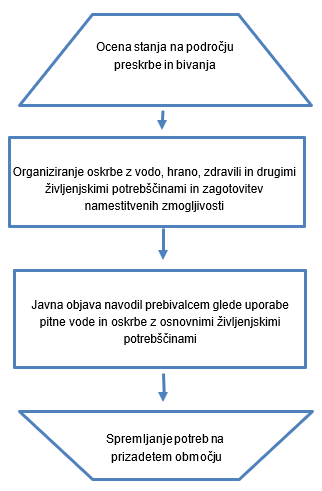 Ocena stanja na področju
preskrbe in bivanja
Organiziranje oskrbe z vodo, hrano, zdravili in drugimi
življenjskimi potrebščinami in zagotovitev
namestitvenih zmogljivosti
Javna objava navodil prebivalcem glede uporabe
pitne vode in oskrbe z osnovnimi življenjskimi
potrebščinami
Spremljanje potreb na
prizadetem območju